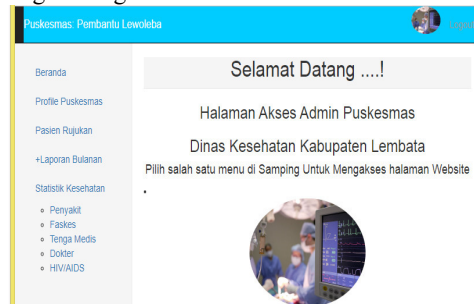 Puskesmas: Pembantu Lewoleba
Beranda
Profile Puskesmas
Pasien Rujukan
+Laporan Bulanan
Statistik Kesehatan
Penyakit
Faskes
Tenga Medis
Dokter
HIV/AIDS
Selamat Datang ....!
Halaman Akses Admin Puskesmas
Dinas Kesehatan Kabupaten Lembata
Pilih salah satu menu di Samping Untuk Mengakses halaman Website